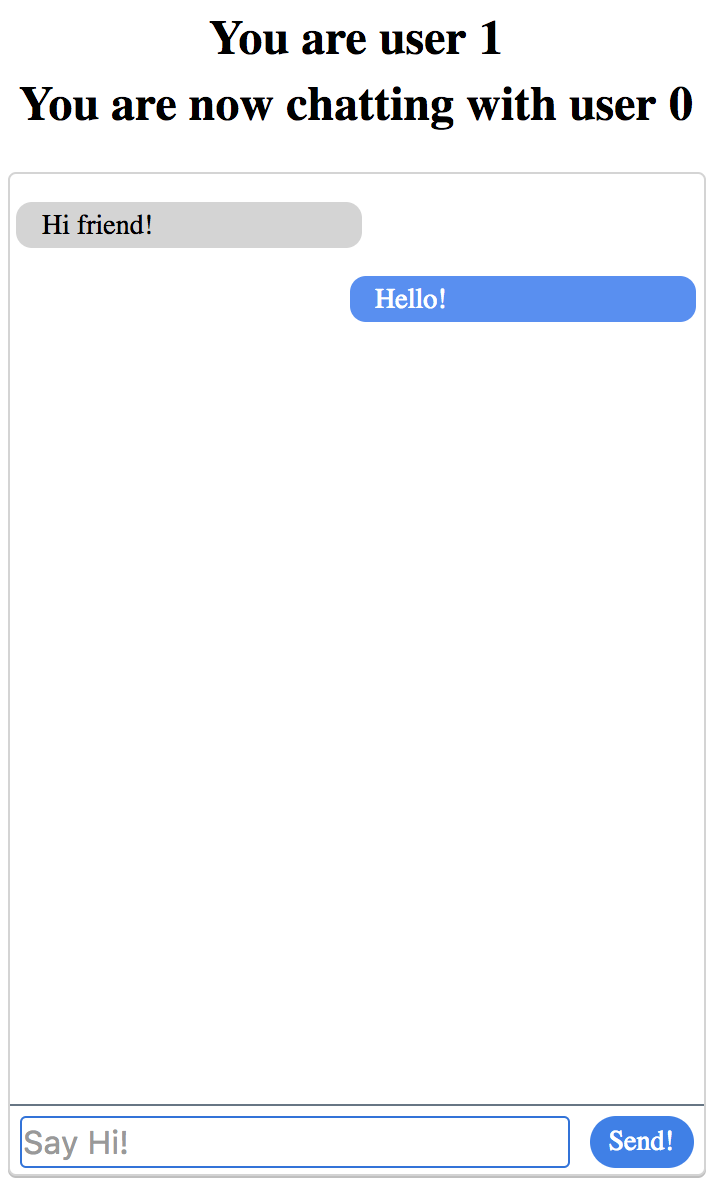 You are user 1
You are now chatting with user 0
Hi friend!
Hello!
Say Hi!
Send!